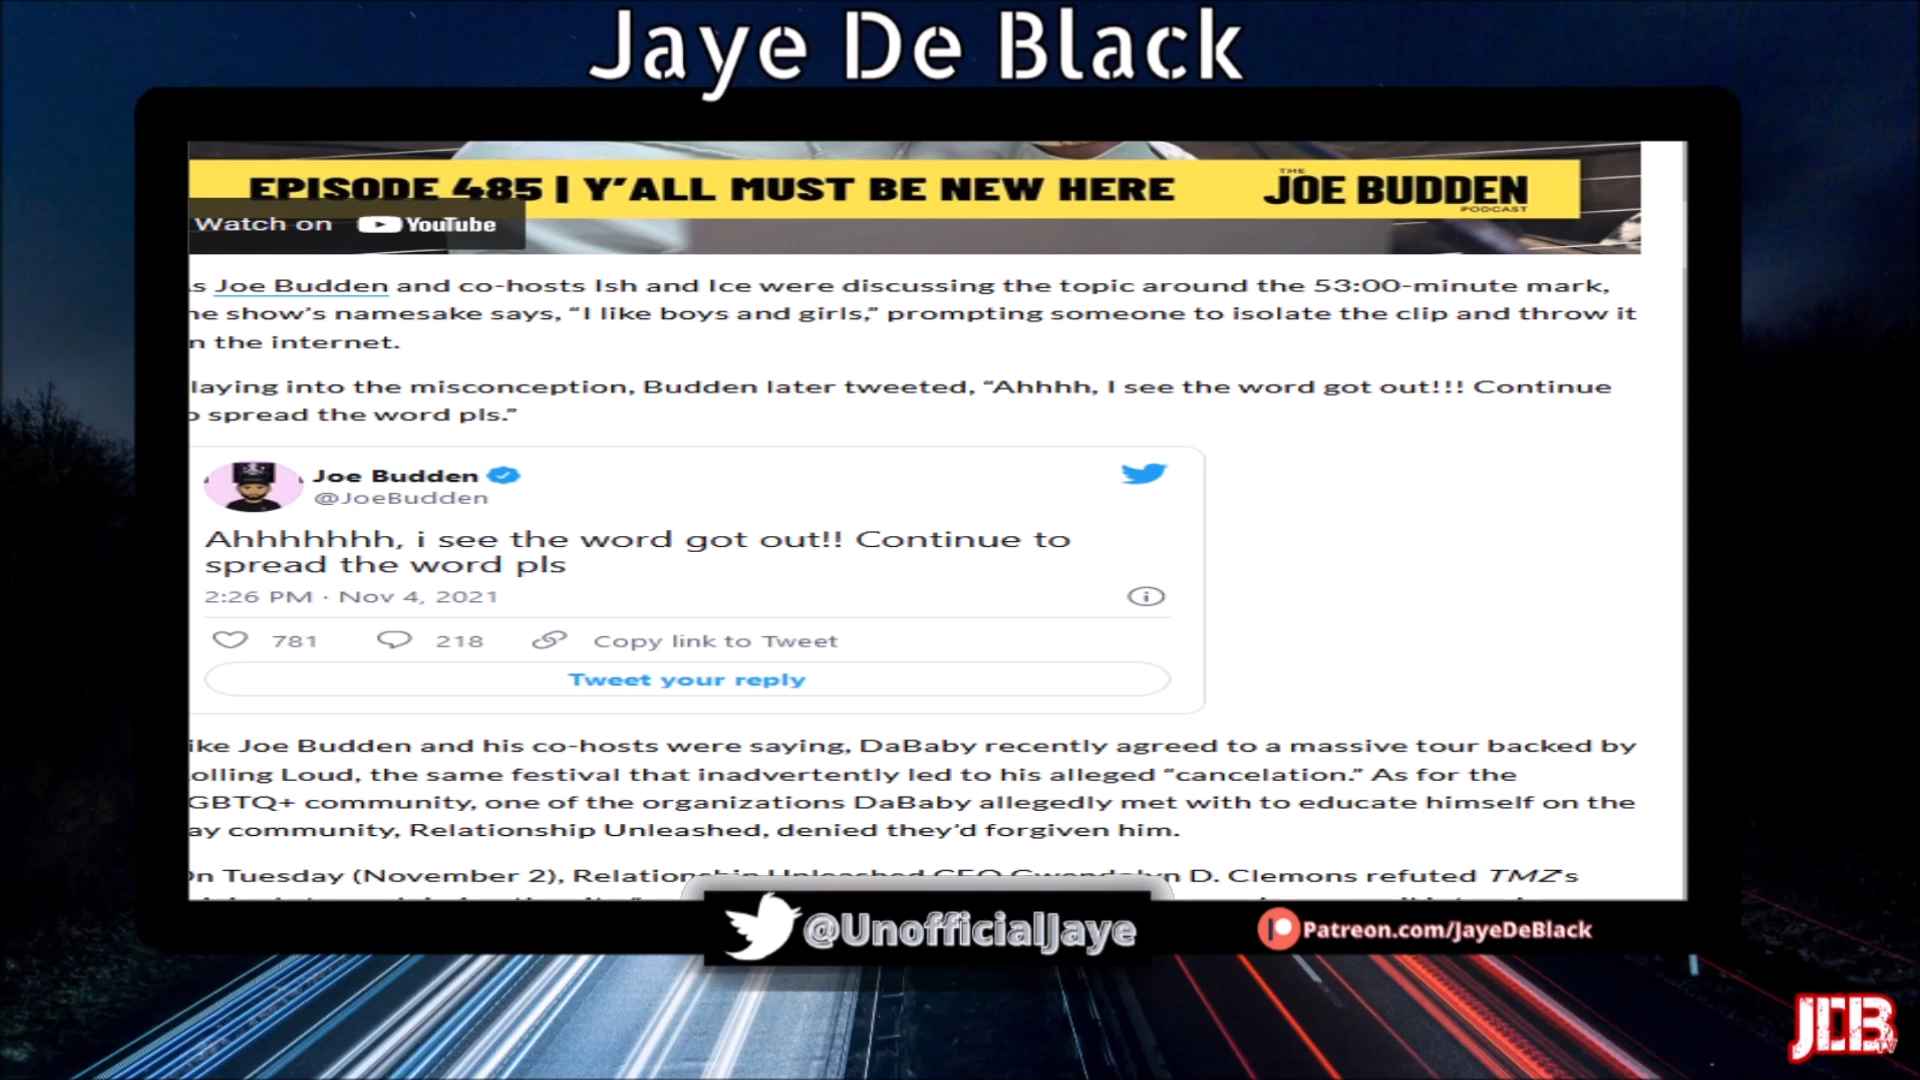 Jaye De Black
EPISODE 485 | Y'ALL MUST BE NEW HERE
THE
JOE BUDDEN
PODCAST
Watch on YouTube
s Joe Budden and co-hosts Ish and Ice were discussing the topic around the 53:00-minute mark,
he show's namesake says, “I like boys and girls,” prompting someone to isolate the clip and throw it
n the internet.
laying into the misconception, Budden later tweeted, “Ahhhh, I see the word got out!!! Continue
o spread the word pls.”
Joe Budden
@JoeBudden
Ahhhhhhh, i see the word got out!! Continue to
spread the word pls
2:26 PM · Nov 4, 2021
781 218 Copy link to Tweet
Tweet your reply
ike Joe Budden and his co-hosts were saying, DaBaby recently agreed to a massive tour backed by
olling Loud, the same festival that inadvertently led to his alleged “cancelation.” As for the
GBTQ+ community, one of the organizations DaBaby allegedly met with to educate himself on the
ay community, Relationship Unleashed, denied they'd forgiven him.
n Tuesday (November 2), Relationship Unleashed CEO Gwendolyn D. Clemons refuted TMZ's
@UnofficialJaye
Patreon.com/JayeDeBlack
JDB
TV